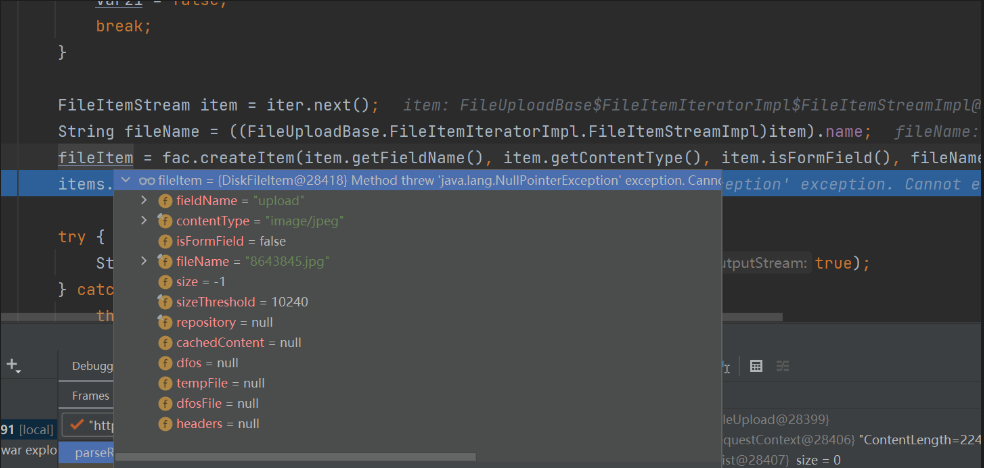 var21 = false;
break;
}
FileItemStream item = iter.next();   item: FileUploadBase$FileItemIteratorImpl$FileItemStreamImpl@
String fileName = ((FileUploadBase.FileItemIteratorImpl.FileItemStreamImpl)item).name;   fileName:
fileItem = fac.createItem(item.getFieldName(), item.getContentType(), item.isFormField(), fileName
items.
fileItem = {DiskFileItem@28418} Method threw 'java.lang.NullPointerException' exception. Canno
eption' exception. Cannot e
fieldName = "upload"
contentType = "image/jpeg"
isFormField = false
try {
fileName = "8643845.jpg"
St
utputStream: true);
size = -1
} catc
sizeThreshold = 10240
th
repository = null
cachedContent = null
dfos = null
Debugg
tempFile = null
Frames
dfosFile = null
headers = null
91 [local]
"htt
leUpload@28399}
war explo
parseR
questContext@28406} "ContentLength=224
ist@28407}  size = 0